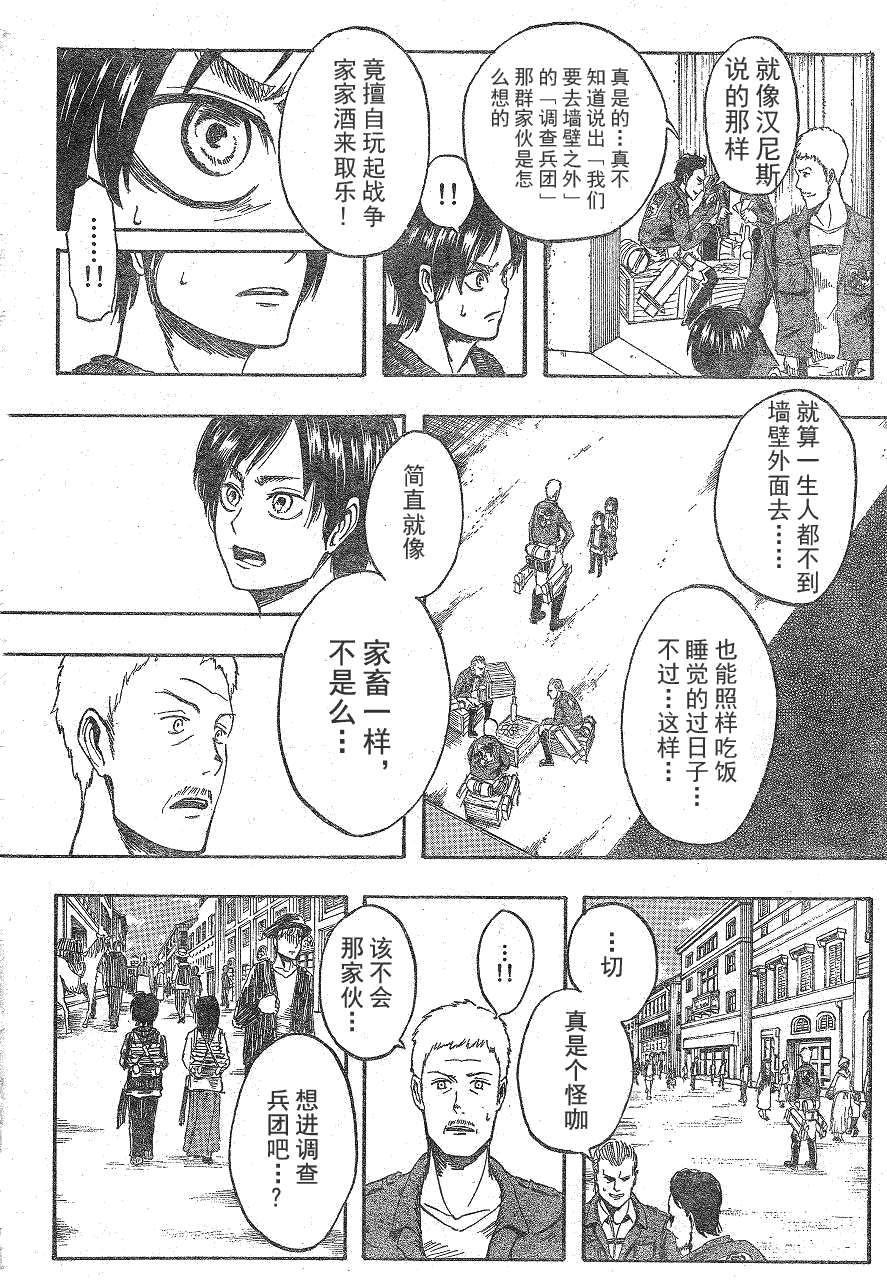 就像汉尼斯
说的那样
真是的…真不
知道说出「我们
要去墙壁之外」
的「调查兵团」
那群家伙是怎
么想的
!!
竟擅自玩起战争
家家酒来取乐！
……!!
就算一生人都不到
墙壁外面去……
也能照样吃饭
睡觉的过日子…
不过…这样…
简直就像
家畜一样，
不是么…
…切
真是个怪咖
…!!
该不会
那家伙…
想进调查
兵团吧…?